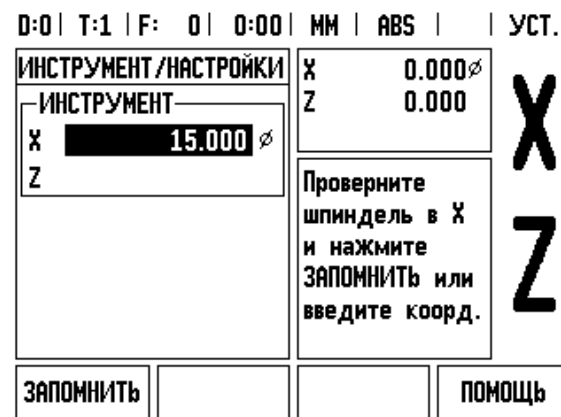 D:0 | T:1 | F: 0 | 0:00 | MM | ABS | | УСТ.
ИНСТРУМЕНТ/НАСТРОЙКИ
ИНСТРУМЕНТ
X 15.000 ⌀
Z
X 0.000⌀
Z 0.000
Проверните
шпиндель в X
и нажмите
ЗАПОМНИТЬ или
введите коорд.
X
Z
ЗАПОМНИТЬ
ПОМОЩЬ